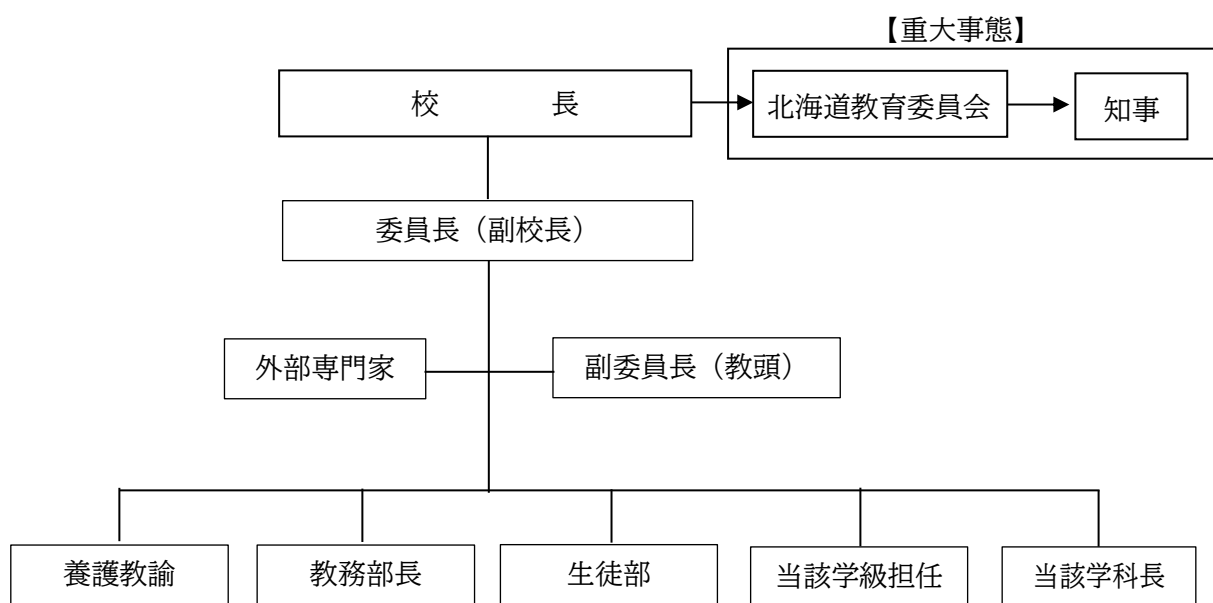 【重大事態】
校　　　　長
北海道教育委員会
知事
委員長（副校長）
外部専門家
副委員長（教頭）
養護教諭
教務部長
生徒部
当該学級担任
当該学科長